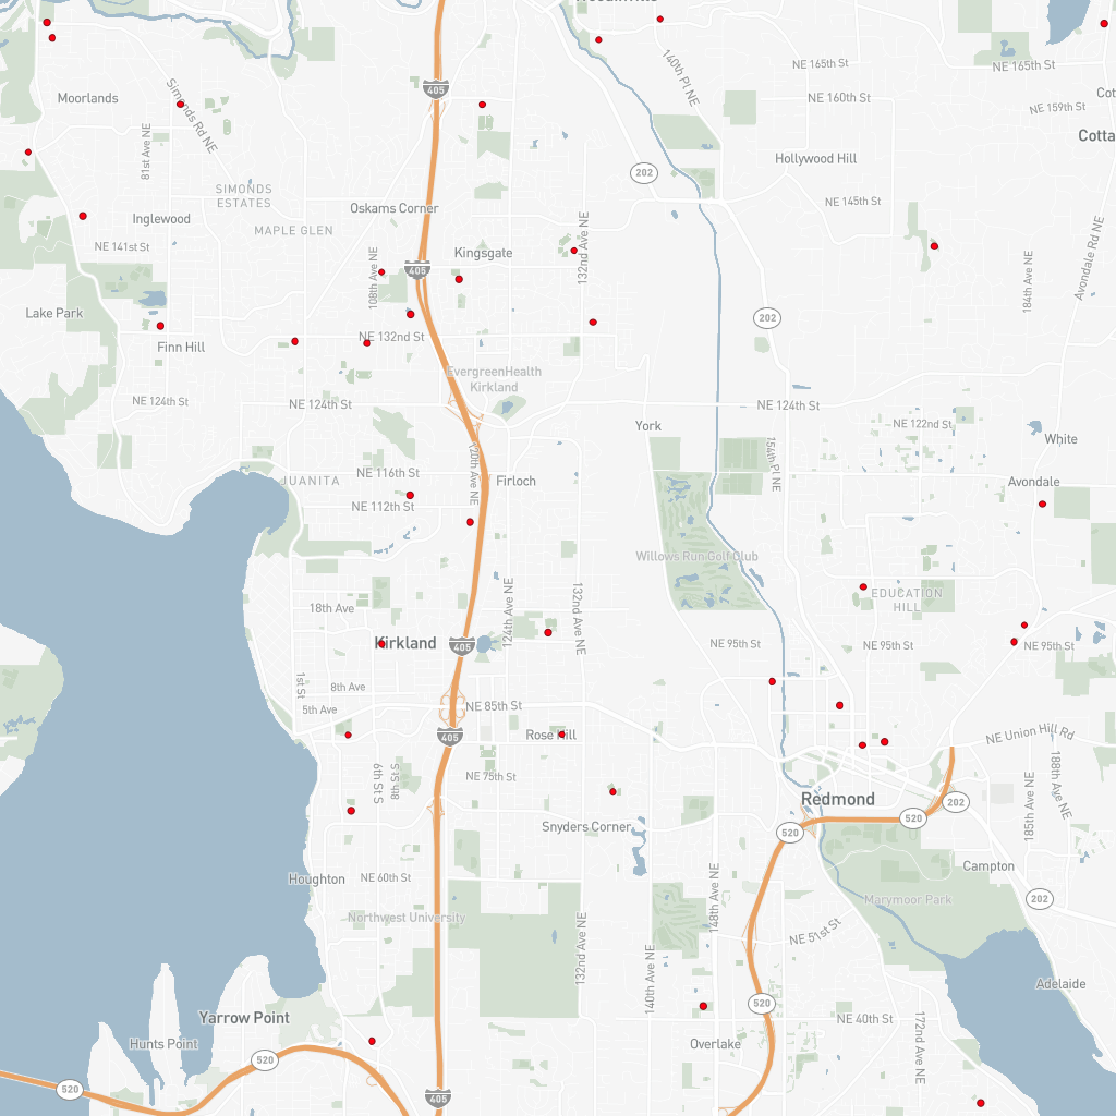 405
NE 165th St
NE 165th St
140th Pl NE
Moorlands
Simonds Rd NE
NE 160th St
NE 159th St
Cot
Cotta
81st Ave NE
Hollywood Hill
202
SIMONDS
ESTATES
Oskams Corner
NE 145th St
Inglewood
MAPLE GLEN
132nd Ave NE
NE 141st St
Kingsgate
108th Ave NE
405
184th Ave NE
Avondale Rd NE
Lake Park
202
Finn Hill
NE 132nd St
EvergreenHealth
Kirkland
NE 124th St
NE 124th St
NE 124th St
York
NE 122nd St
White
154th Pl NE
120th Ave NE
NE 116th St
JUANITA
Firloch
Avondale
NE 112th St
Willows Run Golf Club
EDUCATION
HILL
18th Ave
124th Ave NE
132nd Ave NE
Kirkland
405
NE 95th St
NE 95th St
NE 95th St
1st St
8th Ave
5th Ave
NE 85th St
405
Rose Hill
NE Union Hill Rd
6th St S
8th St S
NE 75th St
188th Ave NE
185th Ave NE
Redmond
202
520
520
Snyders Corner
Houghton
NE 60th St
148th Ave NE
Campton
Marymoor Park
202
Northwest University
132nd Ave NE
140th Ave NE
NE 51st St
Adelaide
520
Yarrow Point
NE 40th St
Hunts Point
Overlake
172nd Ave NE
520
520
405